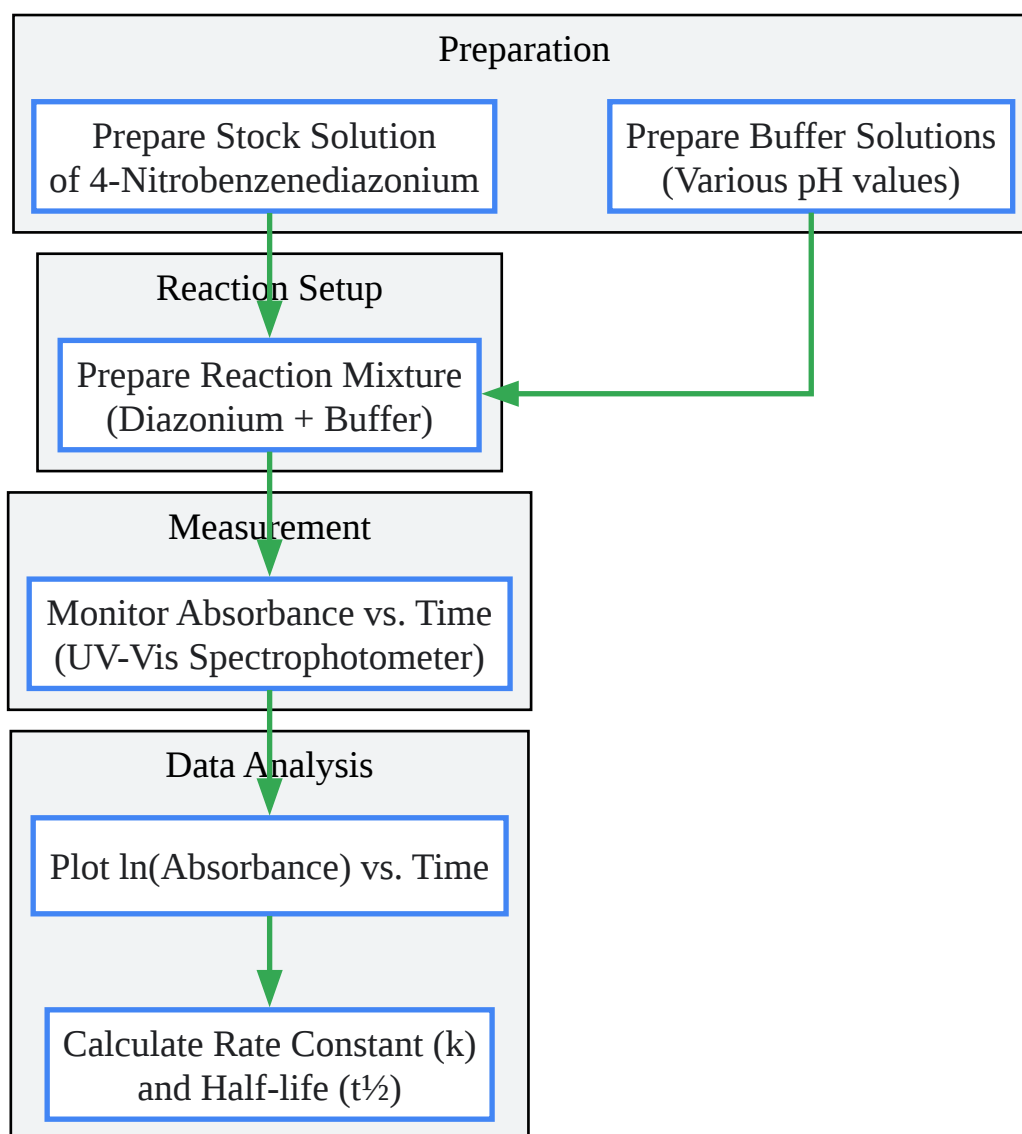 Preparation
Prepare Stock Solution
of 4-Nitrobenzenediazonium
Prepare Buffer Solutions
(Various pH values)
Reaction Setup
Prepare Reaction Mixture
(Diazonium + Buffer)
Measurement
Monitor Absorbance vs. Time
(UV-Vis Spectrophotometer)
Data Analysis
Plot ln(Absorbance) vs. Time
Calculate Rate Constant (k)
and Half-life (t½)